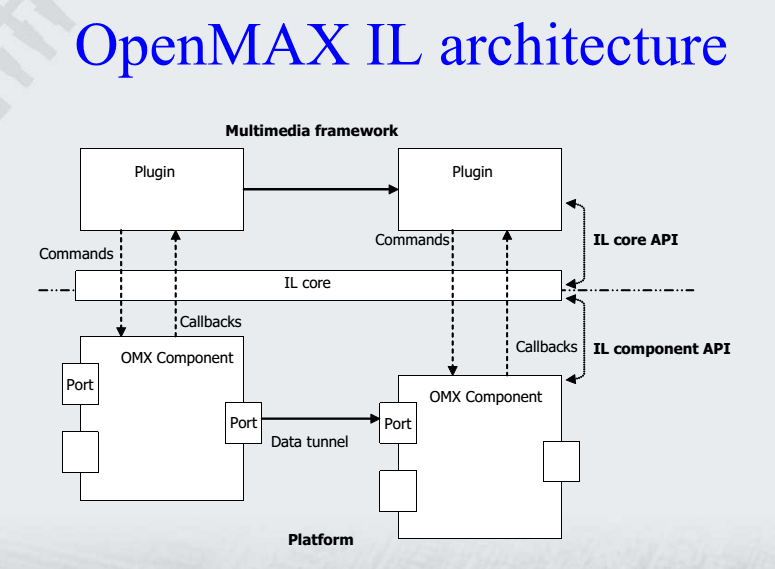 OpenMAX IL architecture
Multimedia framework
Plugin
Plugin
Commands
Commands
IL core API
IL core
Callbacks
Callbacks
IL component API
OMX Component
Port
OMX Component
Port
Port
Data tunnel
Platform